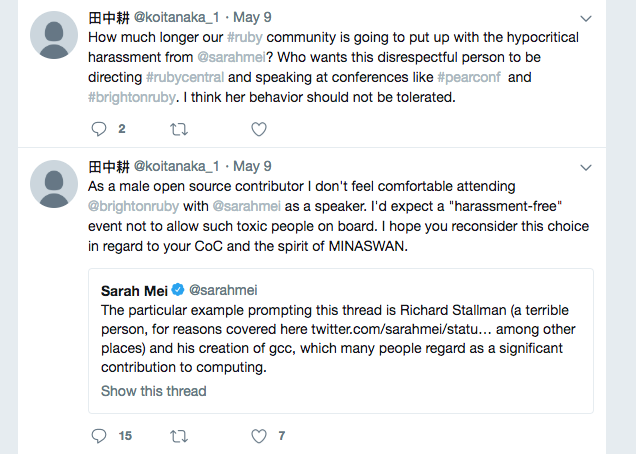 田中耕 @koitanaka_1 · May 9
How much longer our #ruby community is going to put up with the hypocritical
harassment from @sarahmei? Who wants this disrespectful person to be
directing #rubycentral and speaking at conferences like #pearconf and
#brightonruby. I think her behavior should not be tolerated.
2
田中耕 @koitanaka_1 · May 9
As a male open source contributor I don't feel comfortable attending
@brightonruby with @sarahmei as a speaker. I'd expect a "harassment-free"
event not to allow such toxic people on board. I hope you reconsider this choice
in regard to your CoC and the spirit of MINASWAN.
Sarah Mei @sarahmei
The particular example prompting this thread is Richard Stallman (a terrible
person, for reasons covered here twitter.com/sarahmei/statu… among other
places) and his creation of gcc, which many people regard as a significant
contribution to computing.
Show this thread
15 7